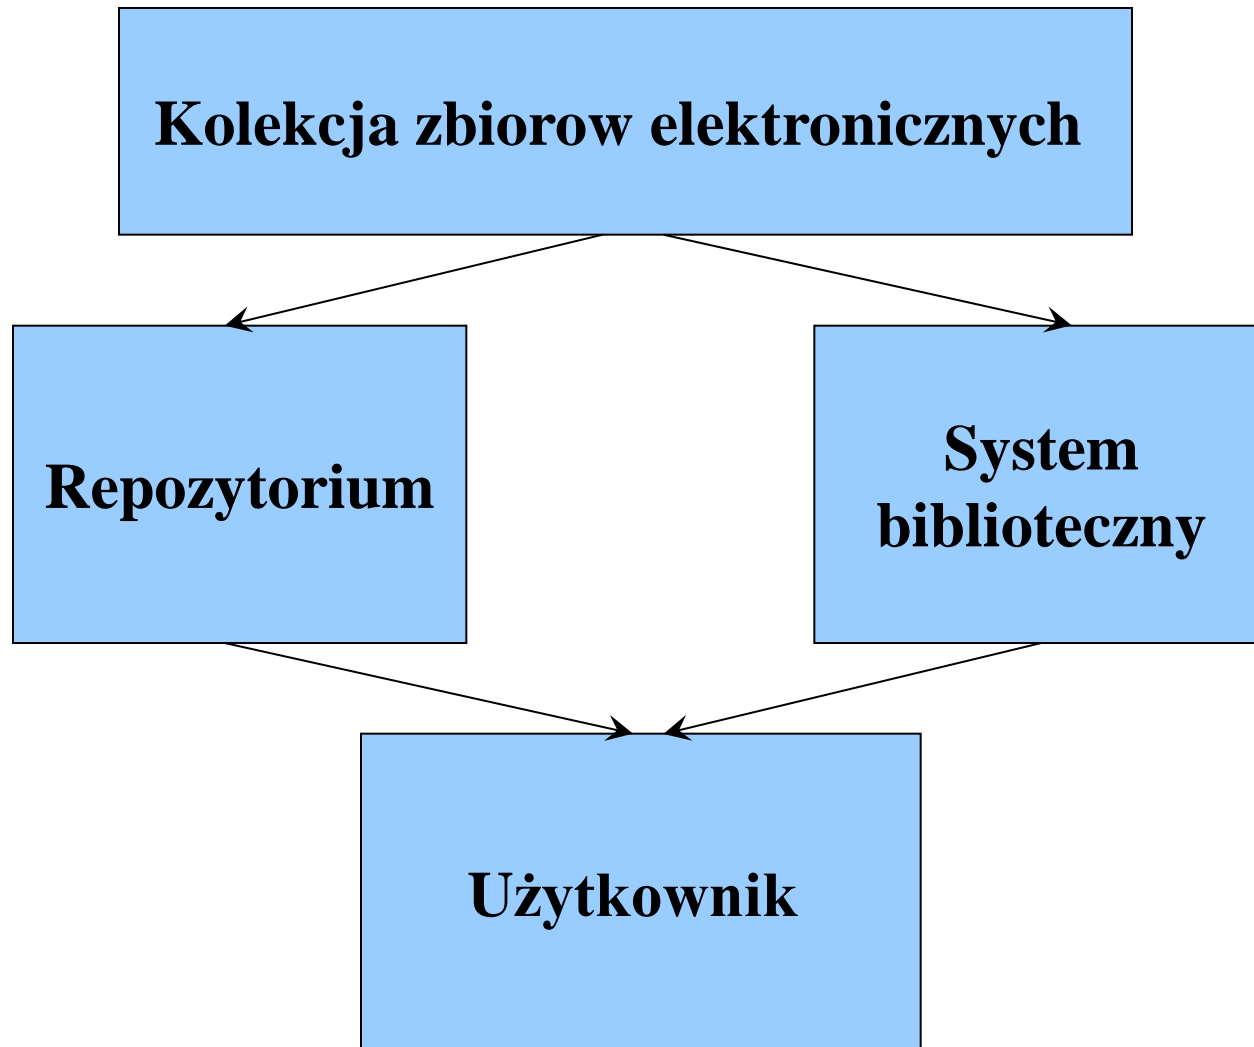 Kolekcja zbiorow elektronicznych
Repozytorium
System
biblioteczny
Użytkownik